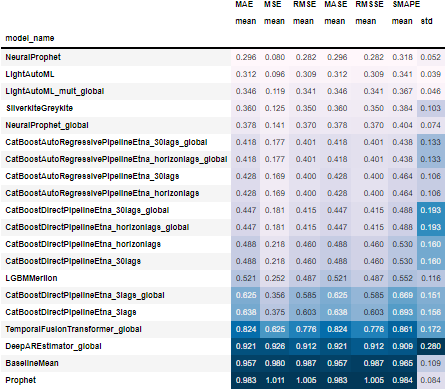 MAE MSE RMSE MASE RMSSE SMAPE
mean mean mean mean mean mean std
model_name
NeuralProphet 0.296 0.080 0.282 0.296 0.282 0.318 0.052
LightAutoML 0.312 0.096 0.309 0.312 0.309 0.341 0.039
LightAutoML_mult_global 0.346 0.119 0.341 0.346 0.341 0.367 0.046
SilverkiteGreykite 0.360 0.125 0.350 0.360 0.350 0.384 0.103
NeuralProphet_global 0.378 0.141 0.370 0.378 0.370 0.404 0.074
CatBoostAutoRegressivePipelineEtna_30lags_global 0.418 0.177 0.401 0.418 0.401 0.438 0.133
CatBoostAutoRegressivePipelineEtna_horizonlags_global 0.418 0.177 0.401 0.418 0.401 0.438 0.133
CatBoostAutoRegressivePipelineEtna_30lags 0.428 0.169 0.400 0.428 0.400 0.464 0.106
CatBoostAutoRegressivePipelineEtna_horizonlags 0.428 0.169 0.400 0.428 0.400 0.464 0.106
CatBoostDirectPipelineEtna_30lags_global 0.447 0.181 0.415 0.447 0.415 0.488 0.193
CatBoostDirectPipelineEtna_horizonlags_global 0.447 0.181 0.415 0.447 0.415 0.488 0.193
CatBoostDirectPipelineEtna_horizonlags 0.488 0.218 0.460 0.488 0.460 0.530 0.160
CatBoostDirectPipelineEtna_30lags 0.488 0.218 0.460 0.488 0.460 0.530 0.160
LGBMMerlion 0.521 0.252 0.487 0.521 0.487 0.552 0.116
CatBoostDirectPipelineEtna_3lags_global 0.625 0.356 0.585 0.625 0.585 0.669 0.151
CatBoostDirectPipelineEtna_3lags 0.638 0.375 0.603 0.638 0.603 0.693 0.156
TemporalFusionTransformer_global 0.824 0.625 0.776 0.824 0.776 0.861 0.172
DeepAREstimator_global 0.921 0.926 0.912 0.921 0.912 0.909 0.280
BaselineMean 0.957 0.980 0.987 0.957 0.987 0.965 0.109
Prophet 0.983 1.011 1.005 0.983 1.005 0.984 0.084